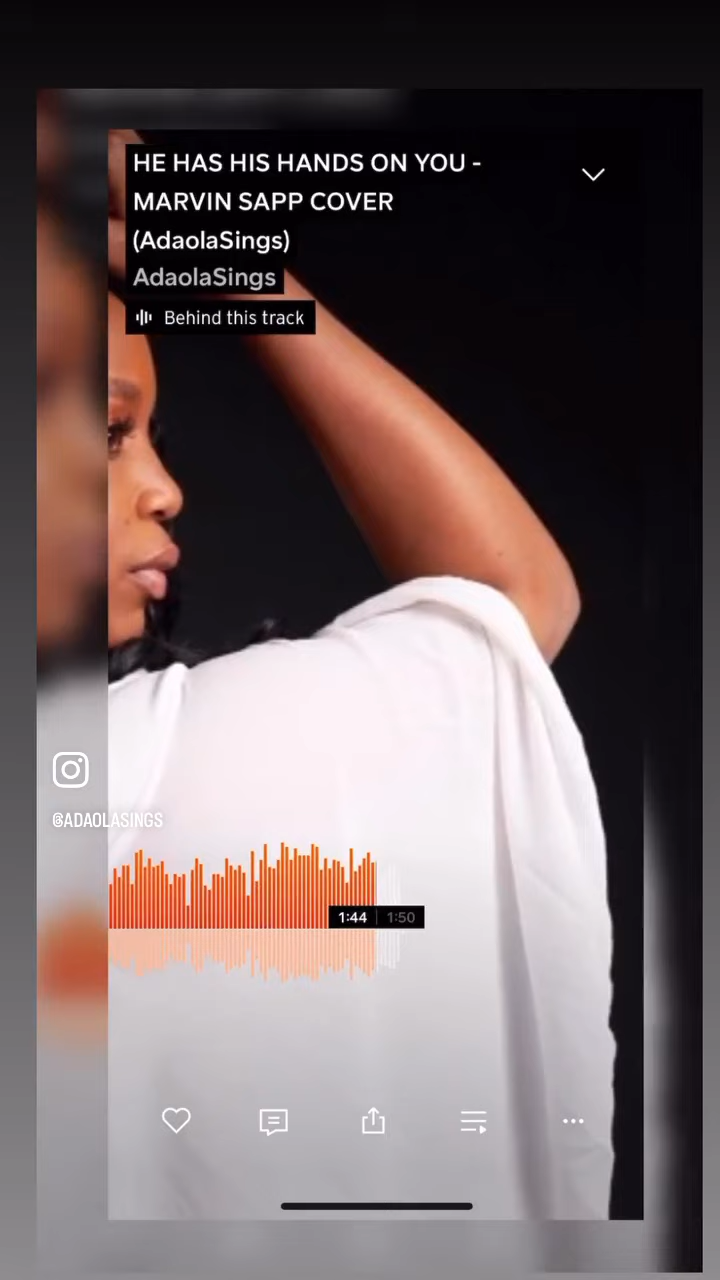 HE HAS HIS HANDS ON YOU -
MARVIN SAPP COVER
(AdaolaSings)
AdaolaSings
Behind this track
@ADAOLASINGS
1:44 | 1:50